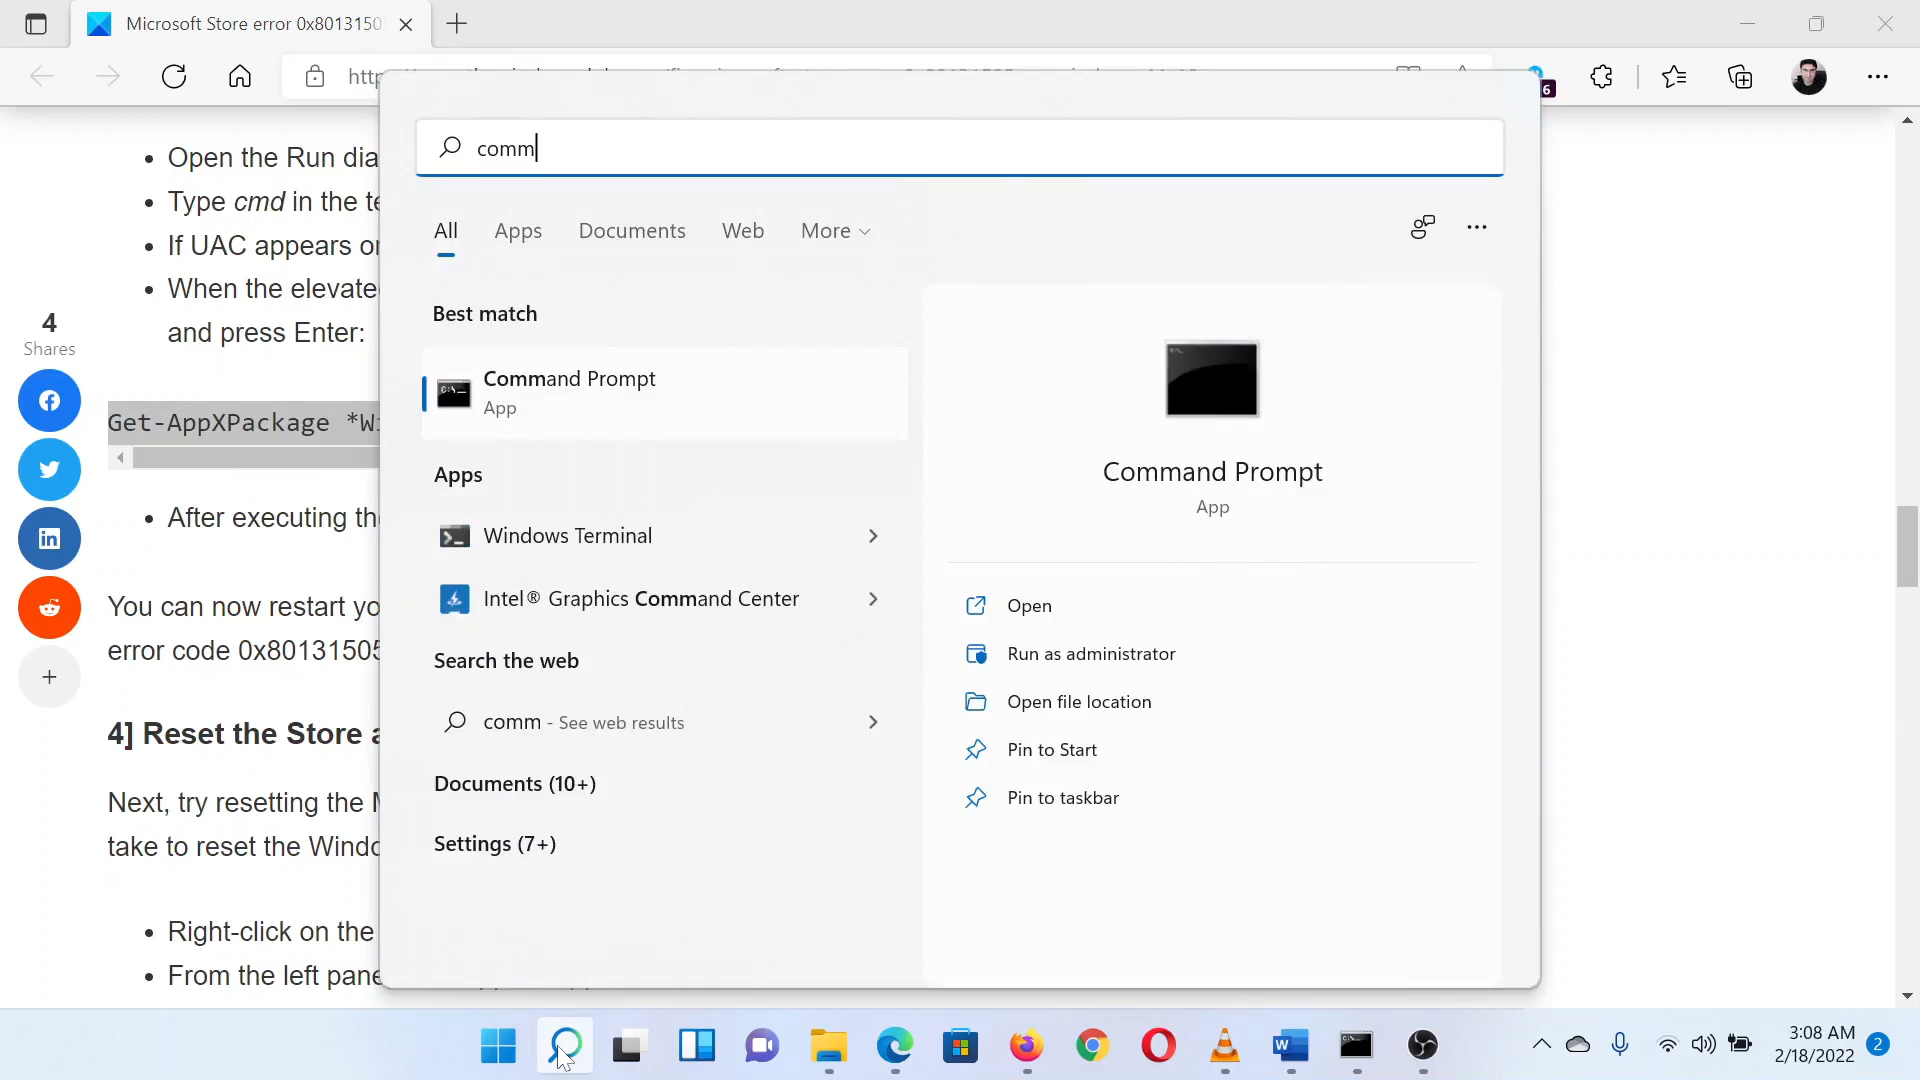 Microsoft Store error 0x8013150
http
6
comm
Open the Run dia
Type cmd in the te
If UAC appears or
When the elevated
and press Enter:
4
Shares
Get-AppXPackage *Wi
After executing the
You can now restart yo
error code 0x80131505
4] Reset the Store a
Next, try resetting the M
take to reset the Windo
Right-click on the
From the left pane
All Apps Documents Web More
Best match
Command Prompt
App
Apps
Windows Terminal
Intel® Graphics Command Center
Search the web
comm - See web results
Documents (10+)
Settings (7+)
Command Prompt
App
Open
Run as administrator
Open file location
Pin to Start
Pin to taskbar
3:08 AM
2/18/2022
2